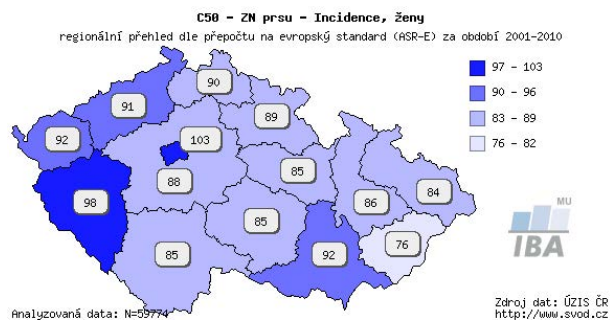 C50 - ZN prsu - Incidence, ženy
regionální přehled dle přepočtu na evropský standard (ASR-E) za období 2001-2010
97 - 103
90 - 96
83 - 89
76 - 82
90
91
89
92
103
88
85
98
86
84
85
85
92
76
MU
IBA
Analyzovaná data: N=59774
Zdroj dat: ÚZIS ČR
http://www.svod.cz